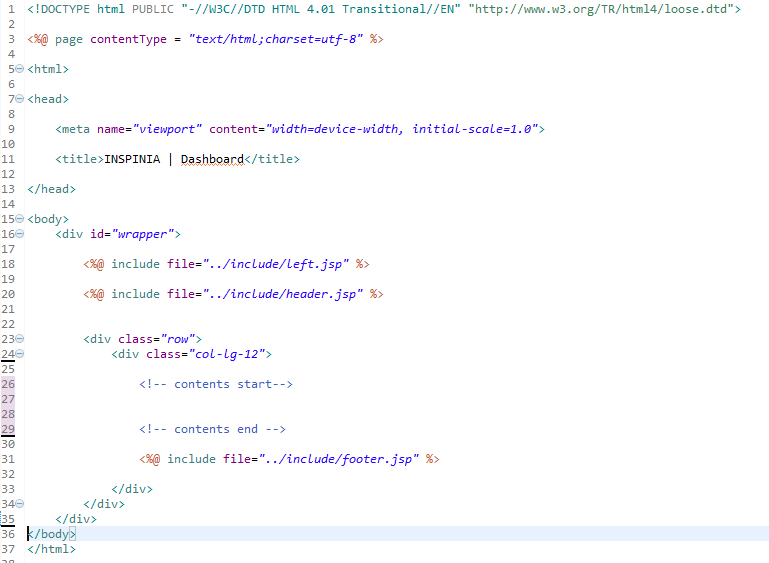 1 <!DOCTYPE html PUBLIC "-//W3C//DTD HTML 4.01 Transitional//EN" "http://www.w3.org/TR/html4/loose.dtd">
2
3 <%@ page contentType = "text/html;charset=utf-8" %>
4
5 <html>
6
7 <head>
8
9     <meta name="viewport" content="width=device-width, initial-scale=1.0">
10
11     <title>INSPINIA | Dashboard</title>
12
13 </head>
14
15 <body>
16     <div id="wrapper">
17
18         <%@ include file="../include/left.jsp" %>
19
20         <%@ include file="../include/header.jsp" %>
21
22
23         <div class="row">
24             <div class="col-lg-12">
25
26                 <!-- contents start-->
27
28
29                 <!-- contents end -->
30
31                 <%@ include file="../include/footer.jsp" %>
32
33             </div>
34         </div>
35     </div>
36 </body>
37 </html>
38